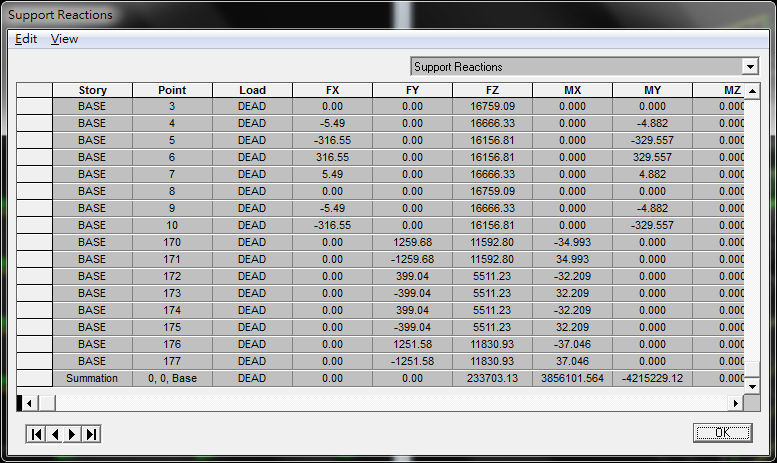 Support Reactions
Edit View
Support Reactions
Story Point Load FX FY FZ MX MY MZ
BASE 3 DEAD 0.00 0.00 16759.09 0.000 0.000 0.000
BASE 4 DEAD -5.49 0.00 16666.33 0.000 -4.882 0.000
BASE 5 DEAD -316.55 0.00 16156.81 0.000 -329.557 0.000
BASE 6 DEAD 316.55 0.00 16156.81 0.000 329.557 0.000
BASE 7 DEAD 5.49 0.00 16666.33 0.000 4.882 0.000
BASE 8 DEAD 0.00 0.00 16759.09 0.000 0.000 0.000
BASE 9 DEAD -5.49 0.00 16666.33 0.000 -4.882 0.000
BASE 10 DEAD -316.55 0.00 16156.81 0.000 -329.557 0.000
BASE 170 DEAD 0.00 1259.68 11592.80 -34.993 0.000 0.000
BASE 171 DEAD 0.00 -1259.68 11592.80 34.993 0.000 0.000
BASE 172 DEAD 0.00 399.04 5511.23 -32.209 0.000 0.000
BASE 173 DEAD 0.00 -399.04 5511.23 32.209 0.000 0.000
BASE 174 DEAD 0.00 399.04 5511.23 -32.209 0.000 0.000
BASE 175 DEAD 0.00 -399.04 5511.23 32.209 0.000 0.000
BASE 176 DEAD 0.00 1251.58 11830.93 -37.046 0.000 0.000
BASE 177 DEAD 0.00 -1251.58 11830.93 37.046 0.000 0.000
Summation 0, 0, Base DEAD 0.00 0.00 233703.13 3856101.564 -4215229.12 0.000
OK